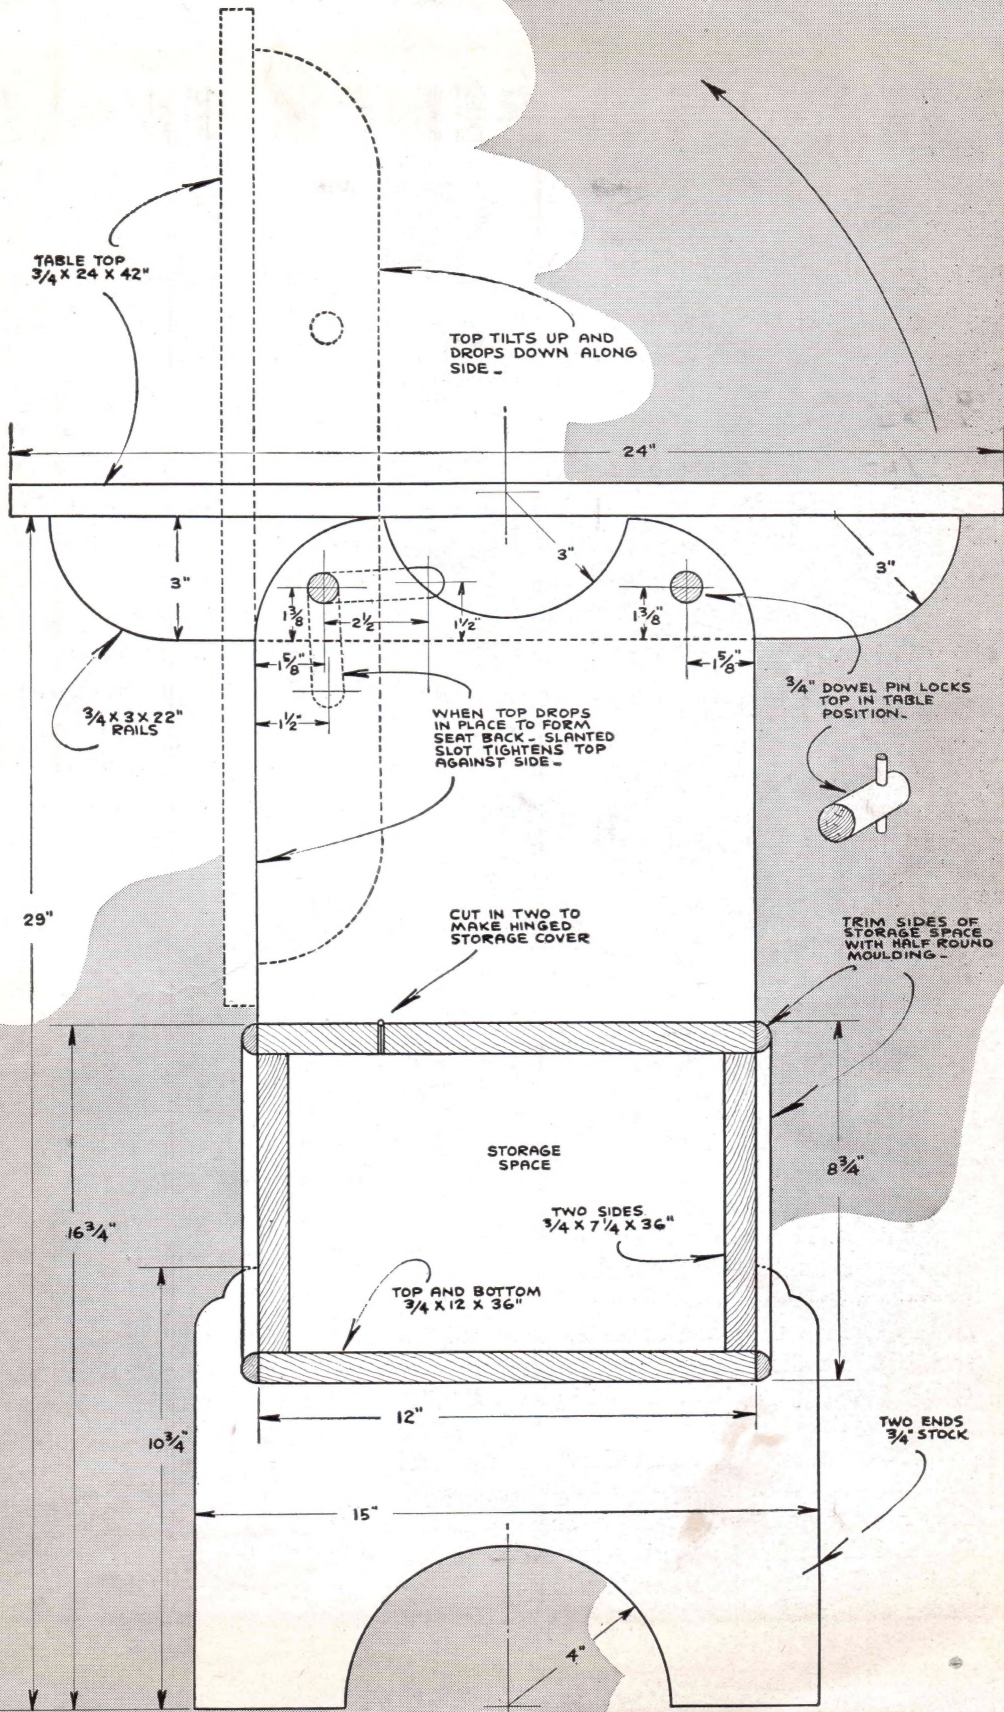 TABLE TOP
3/4 X 24 X 42"
TOP TILTS UP AND
DROPS DOWN ALONG
SIDE -
24"
3"
3"
3"
1 3/8
2 1/2
1 1/2"
1 3/8"
1 5/8"
1 5/8"
1 1/2"
3/4 X 3 X 22"
RAILS
WHEN TOP DROPS
IN PLACE TO FORM
SEAT BACK - SLANTED
SLOT TIGHTENS TOP
AGAINST SIDE -
3/4" DOWEL PIN LOCKS
TOP IN TABLE
POSITION -
29"
CUT IN TWO TO
MAKE HINGED
STORAGE COVER
TRIM SIDES OF
STORAGE SPACE
WITH HALF ROUND
MOULDING -
STORAGE
SPACE
8 3/4"
16 3/4"
TWO SIDES
3/4 X 7 1/4 X 36"
TOP AND BOTTOM
3/4 X 12 X 36"
12"
10 3/4"
TWO ENDS
3/4" STOCK
15"
4"